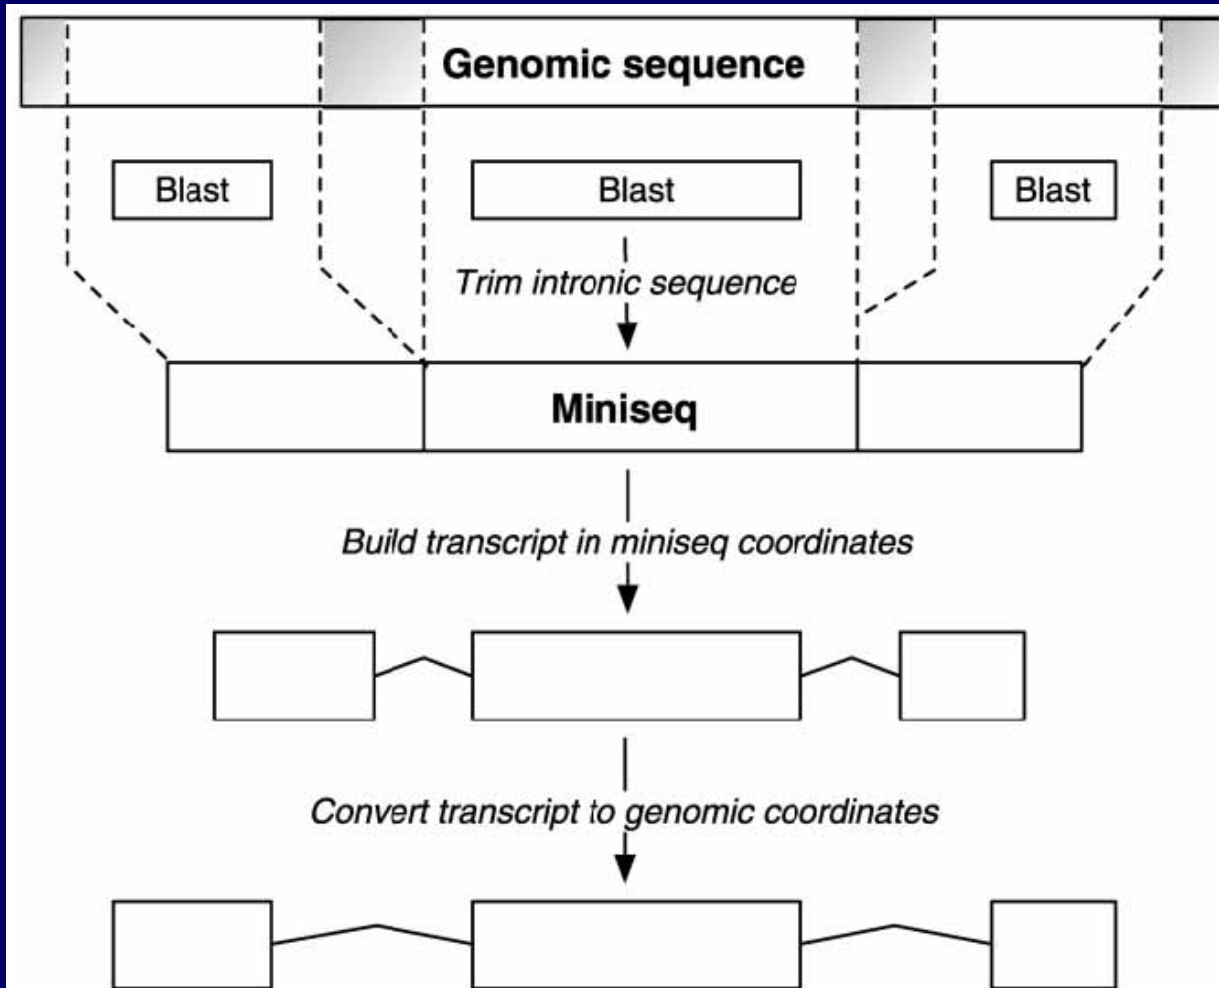 Genomic sequence
Blast
Blast
Blast
Trim intronic sequence
Miniseq
Build transcript in miniseq coordinates
Convert transcript to genomic coordinates